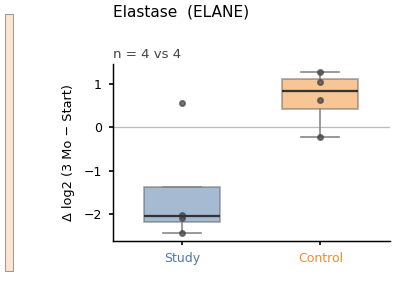 Elastase  (ELANE)
n = 4 vs 4
Δ log2 (3 Mo − Start)
1
0
−1
−2
Study
Control